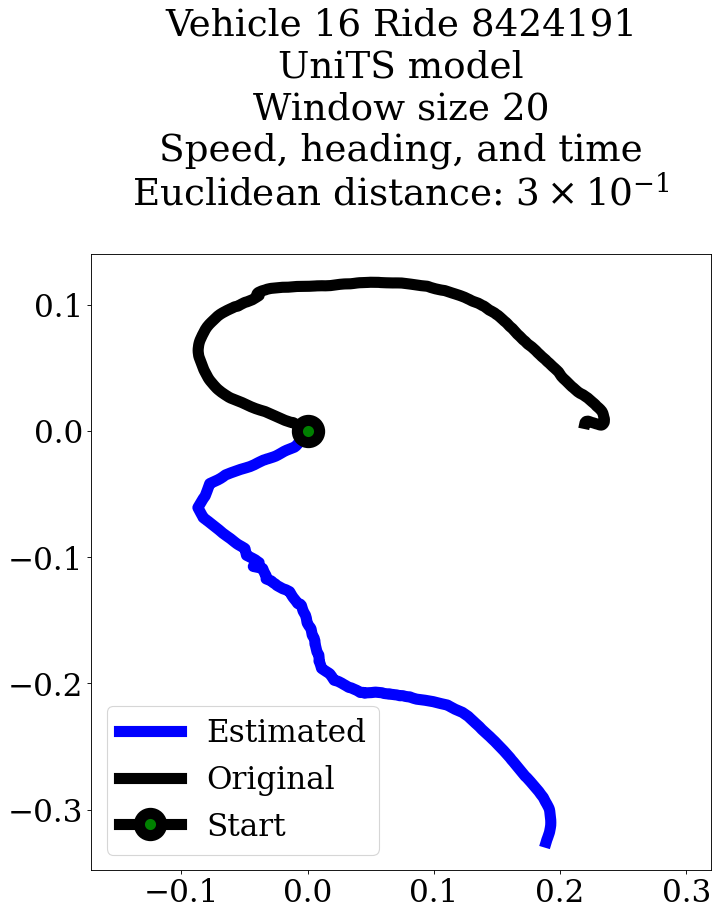 Vehicle 16 Ride 8424191
UniTS model
Window size 20
Speed, heading, and time
Euclidean distance: 3 × 10⁻¹
0.1
0.0
−0.1
−0.2
−0.3
Estimated
Original
Start
−0.1 0.0 0.1 0.2 0.3